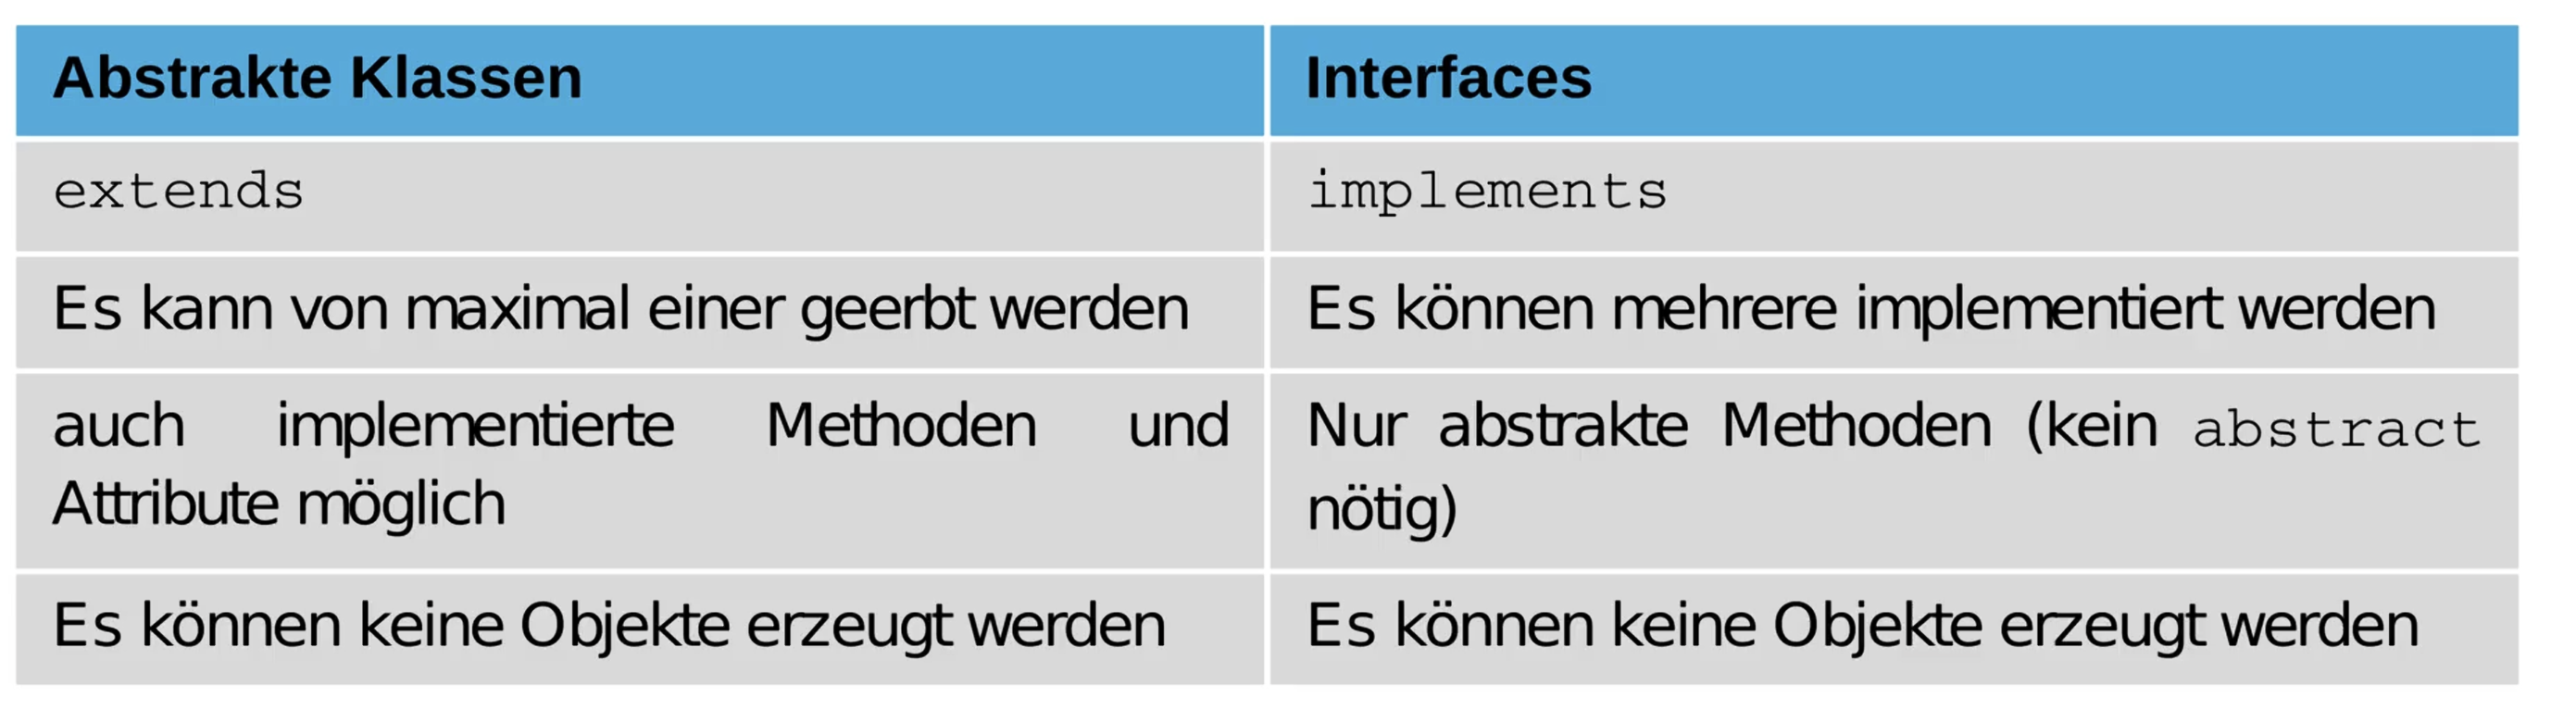 Abstrakte Klassen
Interfaces
extends
implements
Es kann von maximal einer geerbt werden
Es können mehrere implementiert werden
auch implementierte Methoden und
Attribute möglich
Nur abstrakte Methoden (kein abstract
nötig)
Es können keine Objekte erzeugt werden
Es können keine Objekte erzeugt werden